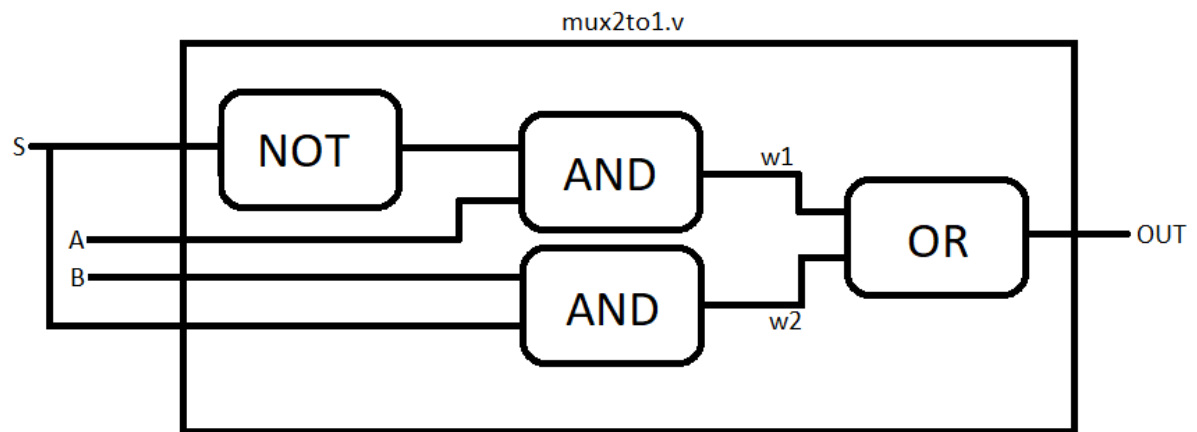 mux2to1.v
S
NOT
AND
w1
A
OR
OUT
B
AND
w2